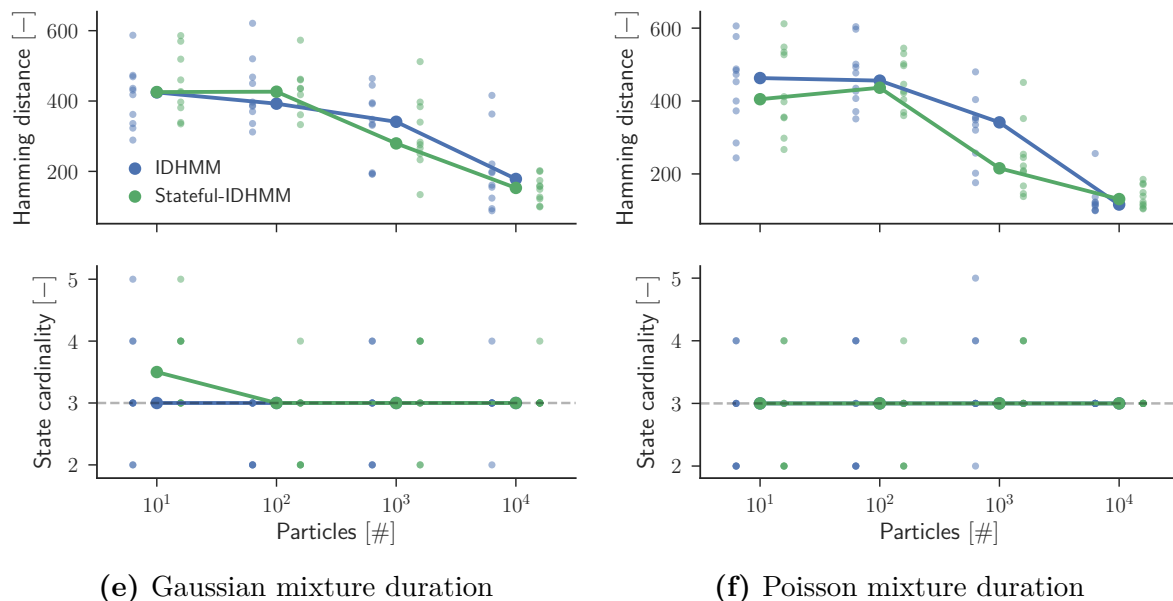 Hamming distance [−]
600
400
200
IDHMM
Stateful-IDHMM
State cardinality [−]
5
4
3
2
10¹ 10² 10³ 10⁴
Particles [#]
(e) Gaussian mixture duration
Hamming distance [−]
600
400
200
State cardinality [−]
5
4
3
2
10¹ 10² 10³ 10⁴
Particles [#]
(f) Poisson mixture duration